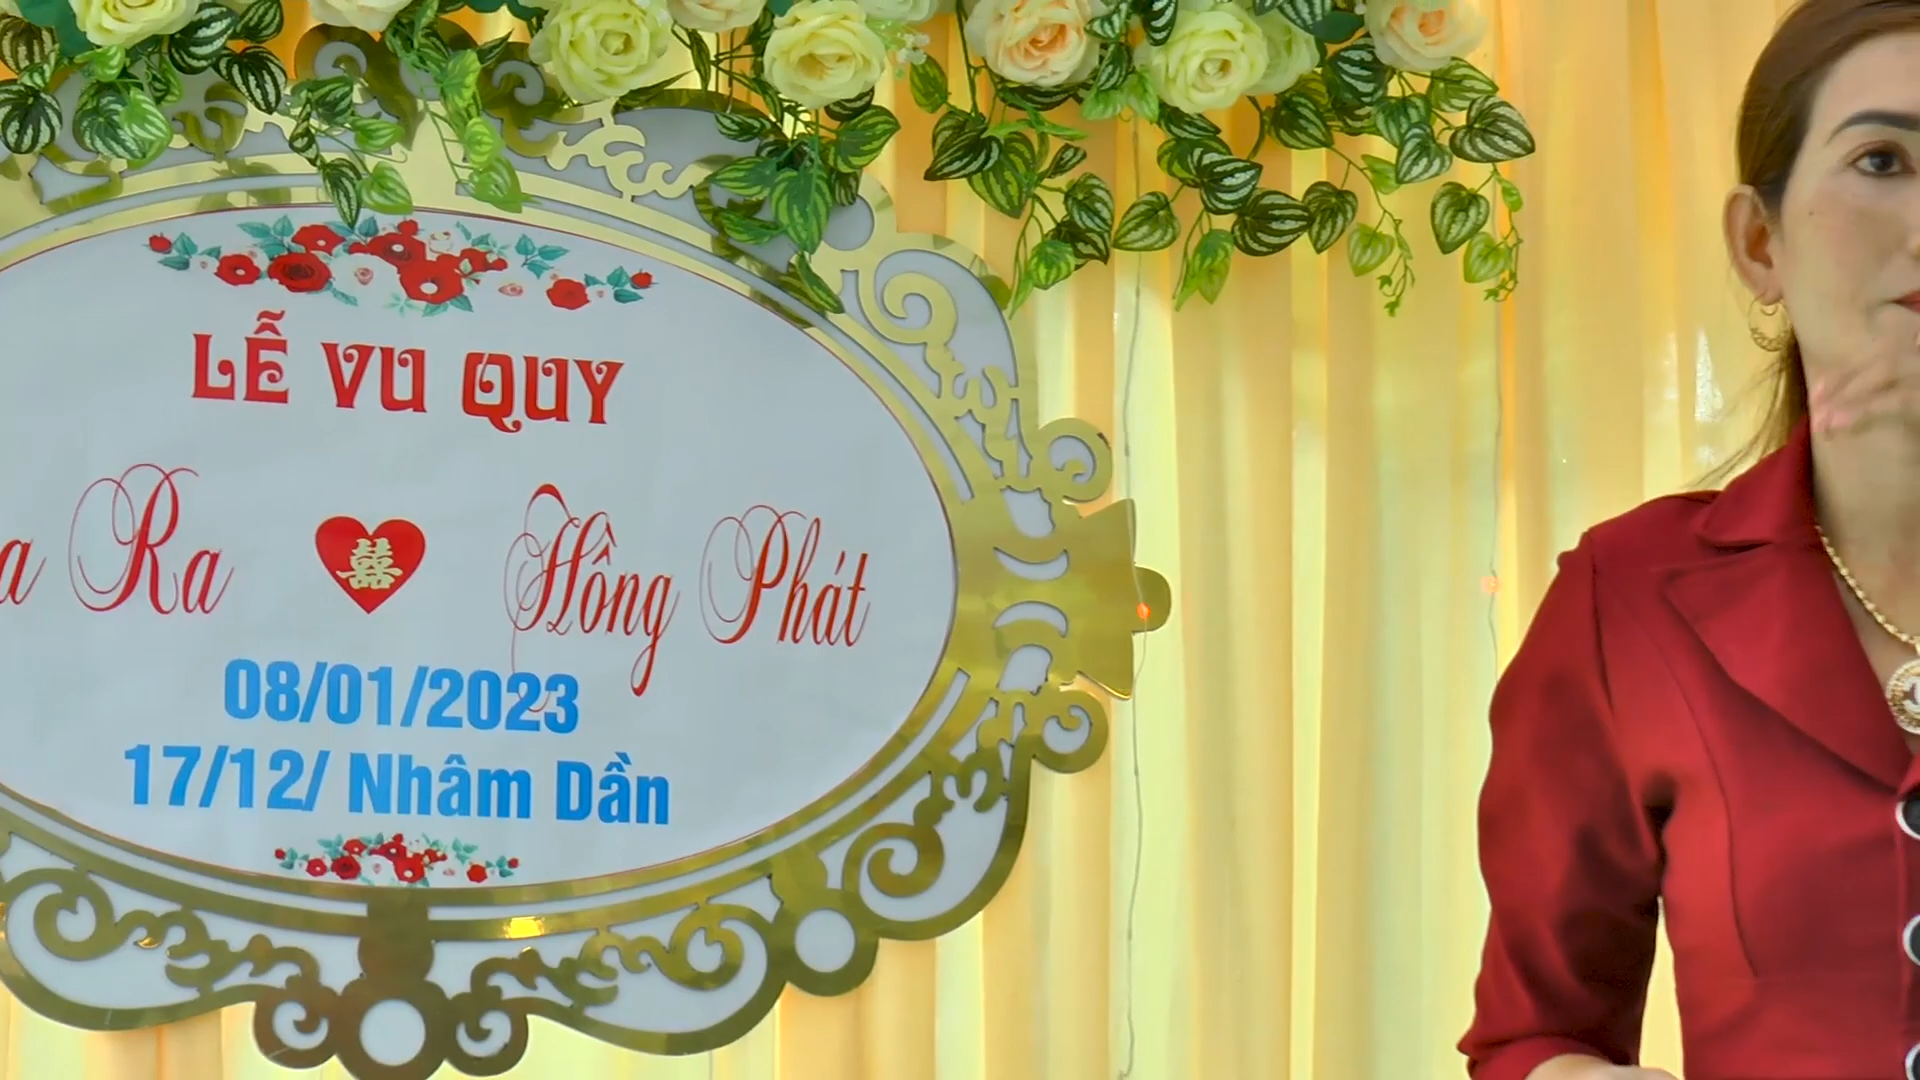 LỄ VU QUY
a Ra 囍 Hồng Phát
08/01/2023
17/12/ Nhâm Dần